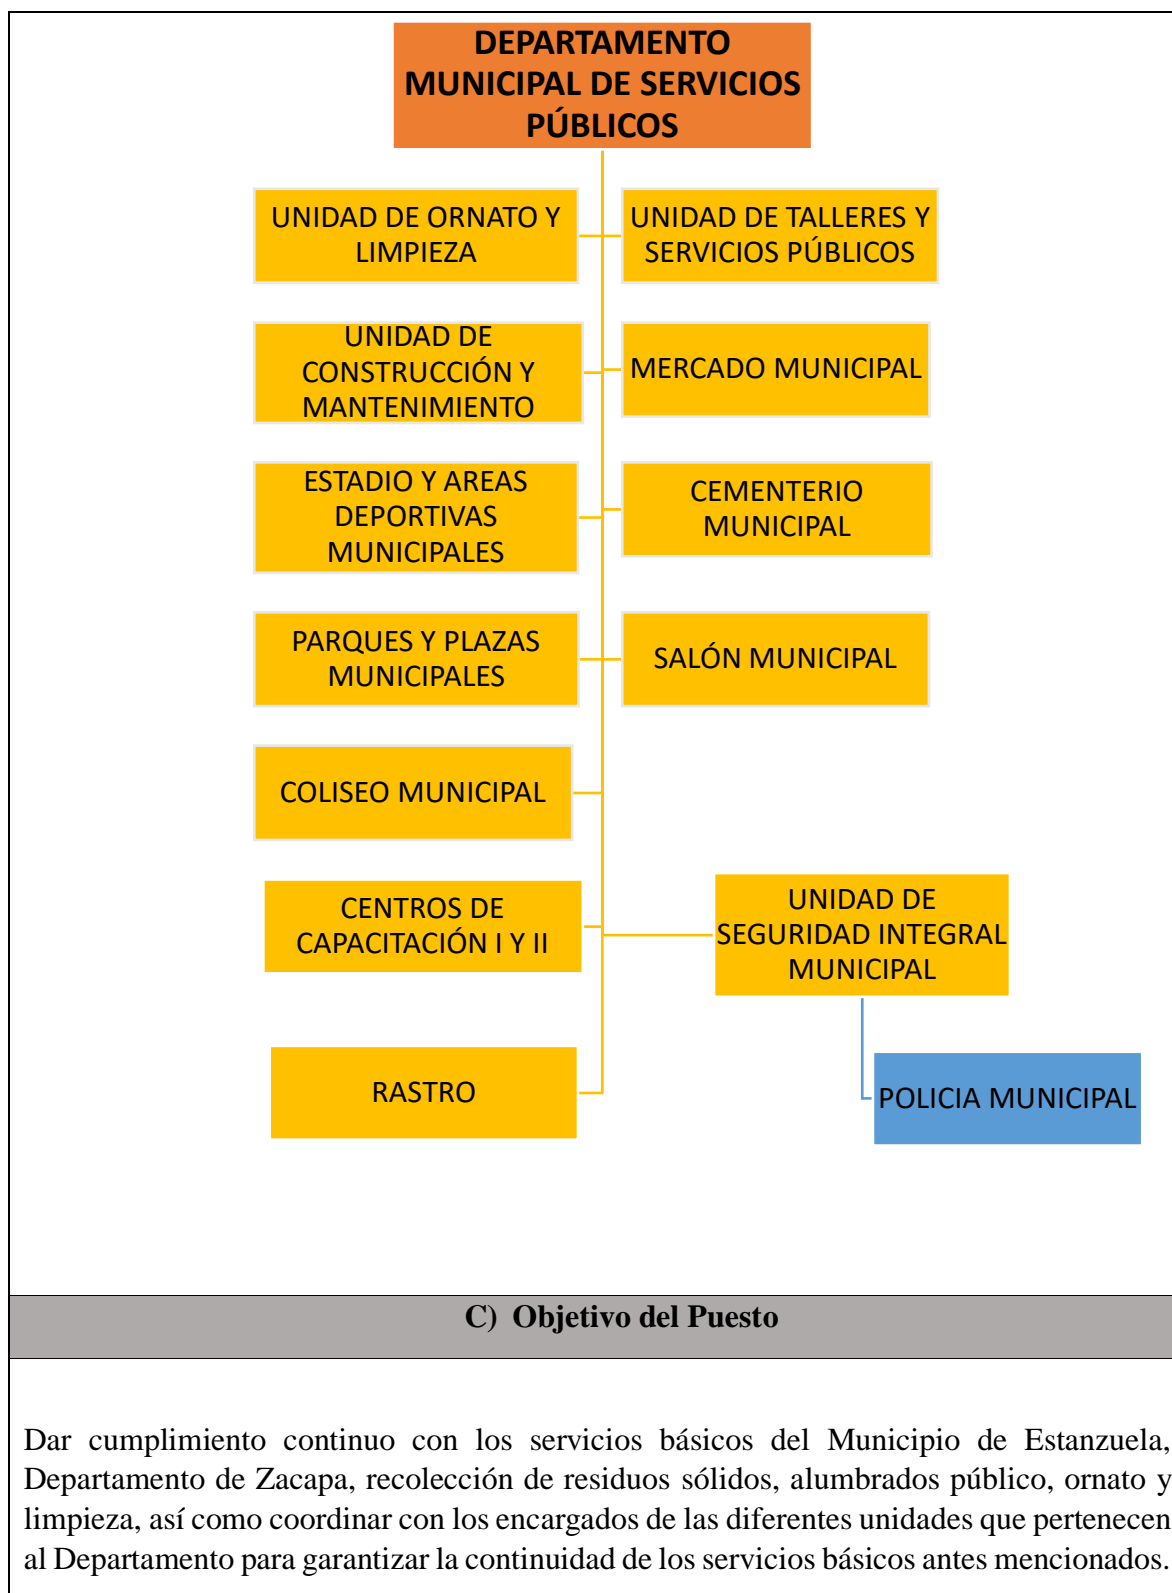 DEPARTAMENTO
MUNICIPAL DE SERVICIOS
PÚBLICOS
UNIDAD DE ORNATO Y
LIMPIEZA
UNIDAD DE TALLERES Y
SERVICIOS PÚBLICOS
UNIDAD DE
CONSTRUCCIÓN Y
MANTENIMIENTO
MERCADO MUNICIPAL
ESTADIO Y AREAS
DEPORTIVAS
MUNICIPALES
CEMENTERIO
MUNICIPAL
PARQUES Y PLAZAS
MUNICIPALES
SALÓN MUNICIPAL
COLISEO MUNICIPAL
CENTROS DE
CAPACITACIÓN I Y II
UNIDAD DE
SEGURIDAD INTEGRAL
MUNICIPAL
RASTRO
POLICIA MUNICIPAL
C) Objetivo del Puesto
Dar cumplimiento continuo con los servicios básicos del Municipio de Estanzuela,
Departamento de Zacapa, recolección de residuos sólidos, alumbrados público, ornato y
limpieza, así como coordinar con los encargados de las diferentes unidades que pertenecen
al Departamento para garantizar la continuidad de los servicios básicos antes mencionados.